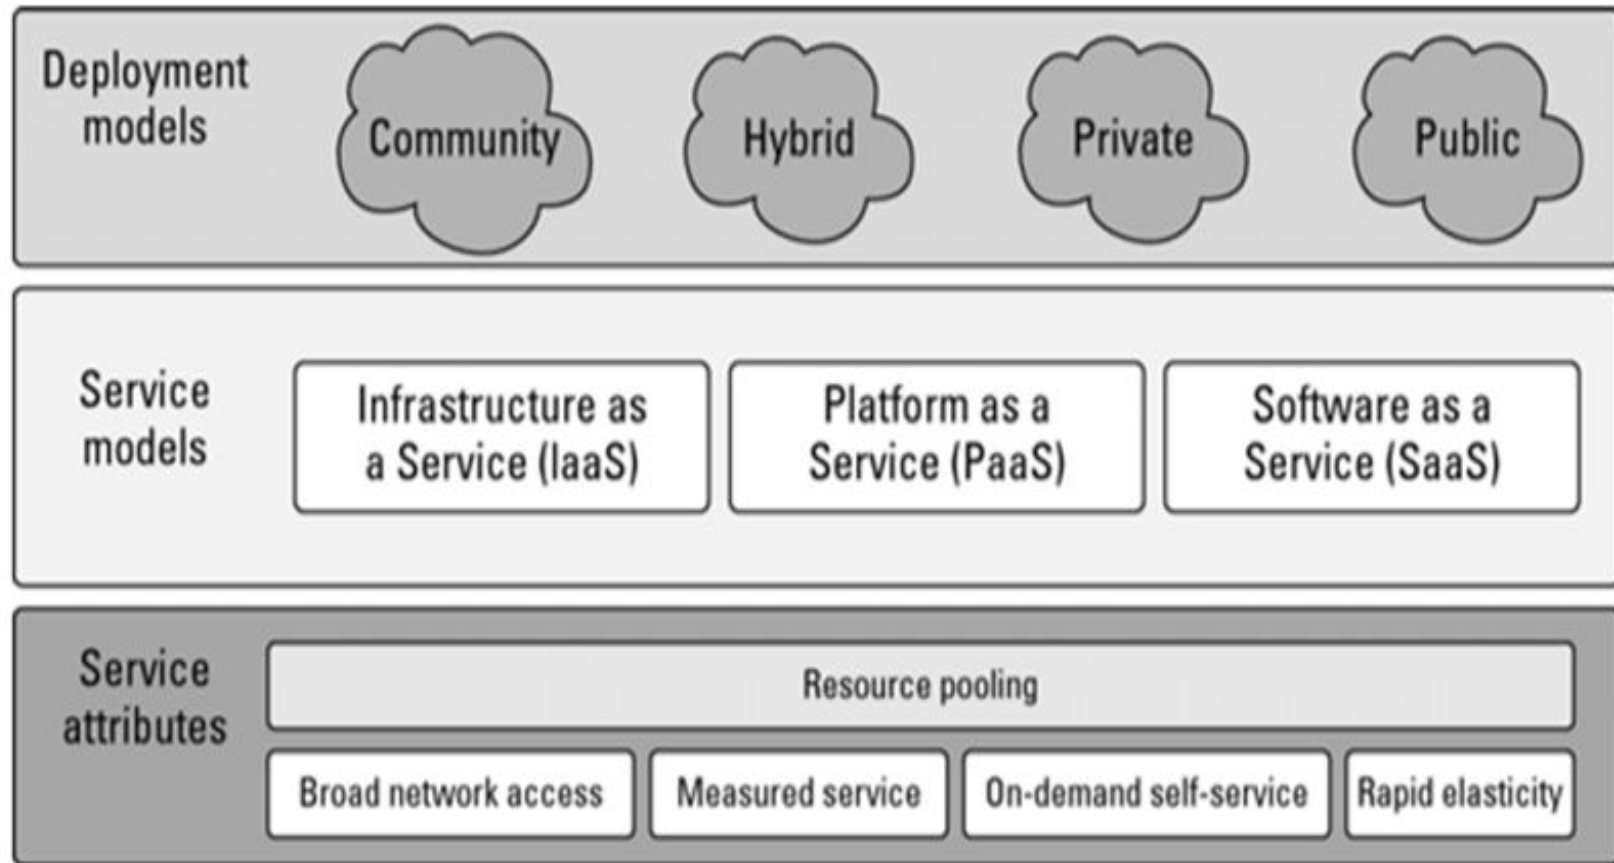 Deployment
models
Community
Hybrid
Private
Public
Service
models
Infrastructure as
a Service (IaaS)
Platform as a
Service (PaaS)
Software as a
Service (SaaS)
Service
attributes
Resource pooling
Broad network access
Measured service
On-demand self-service
Rapid elasticity